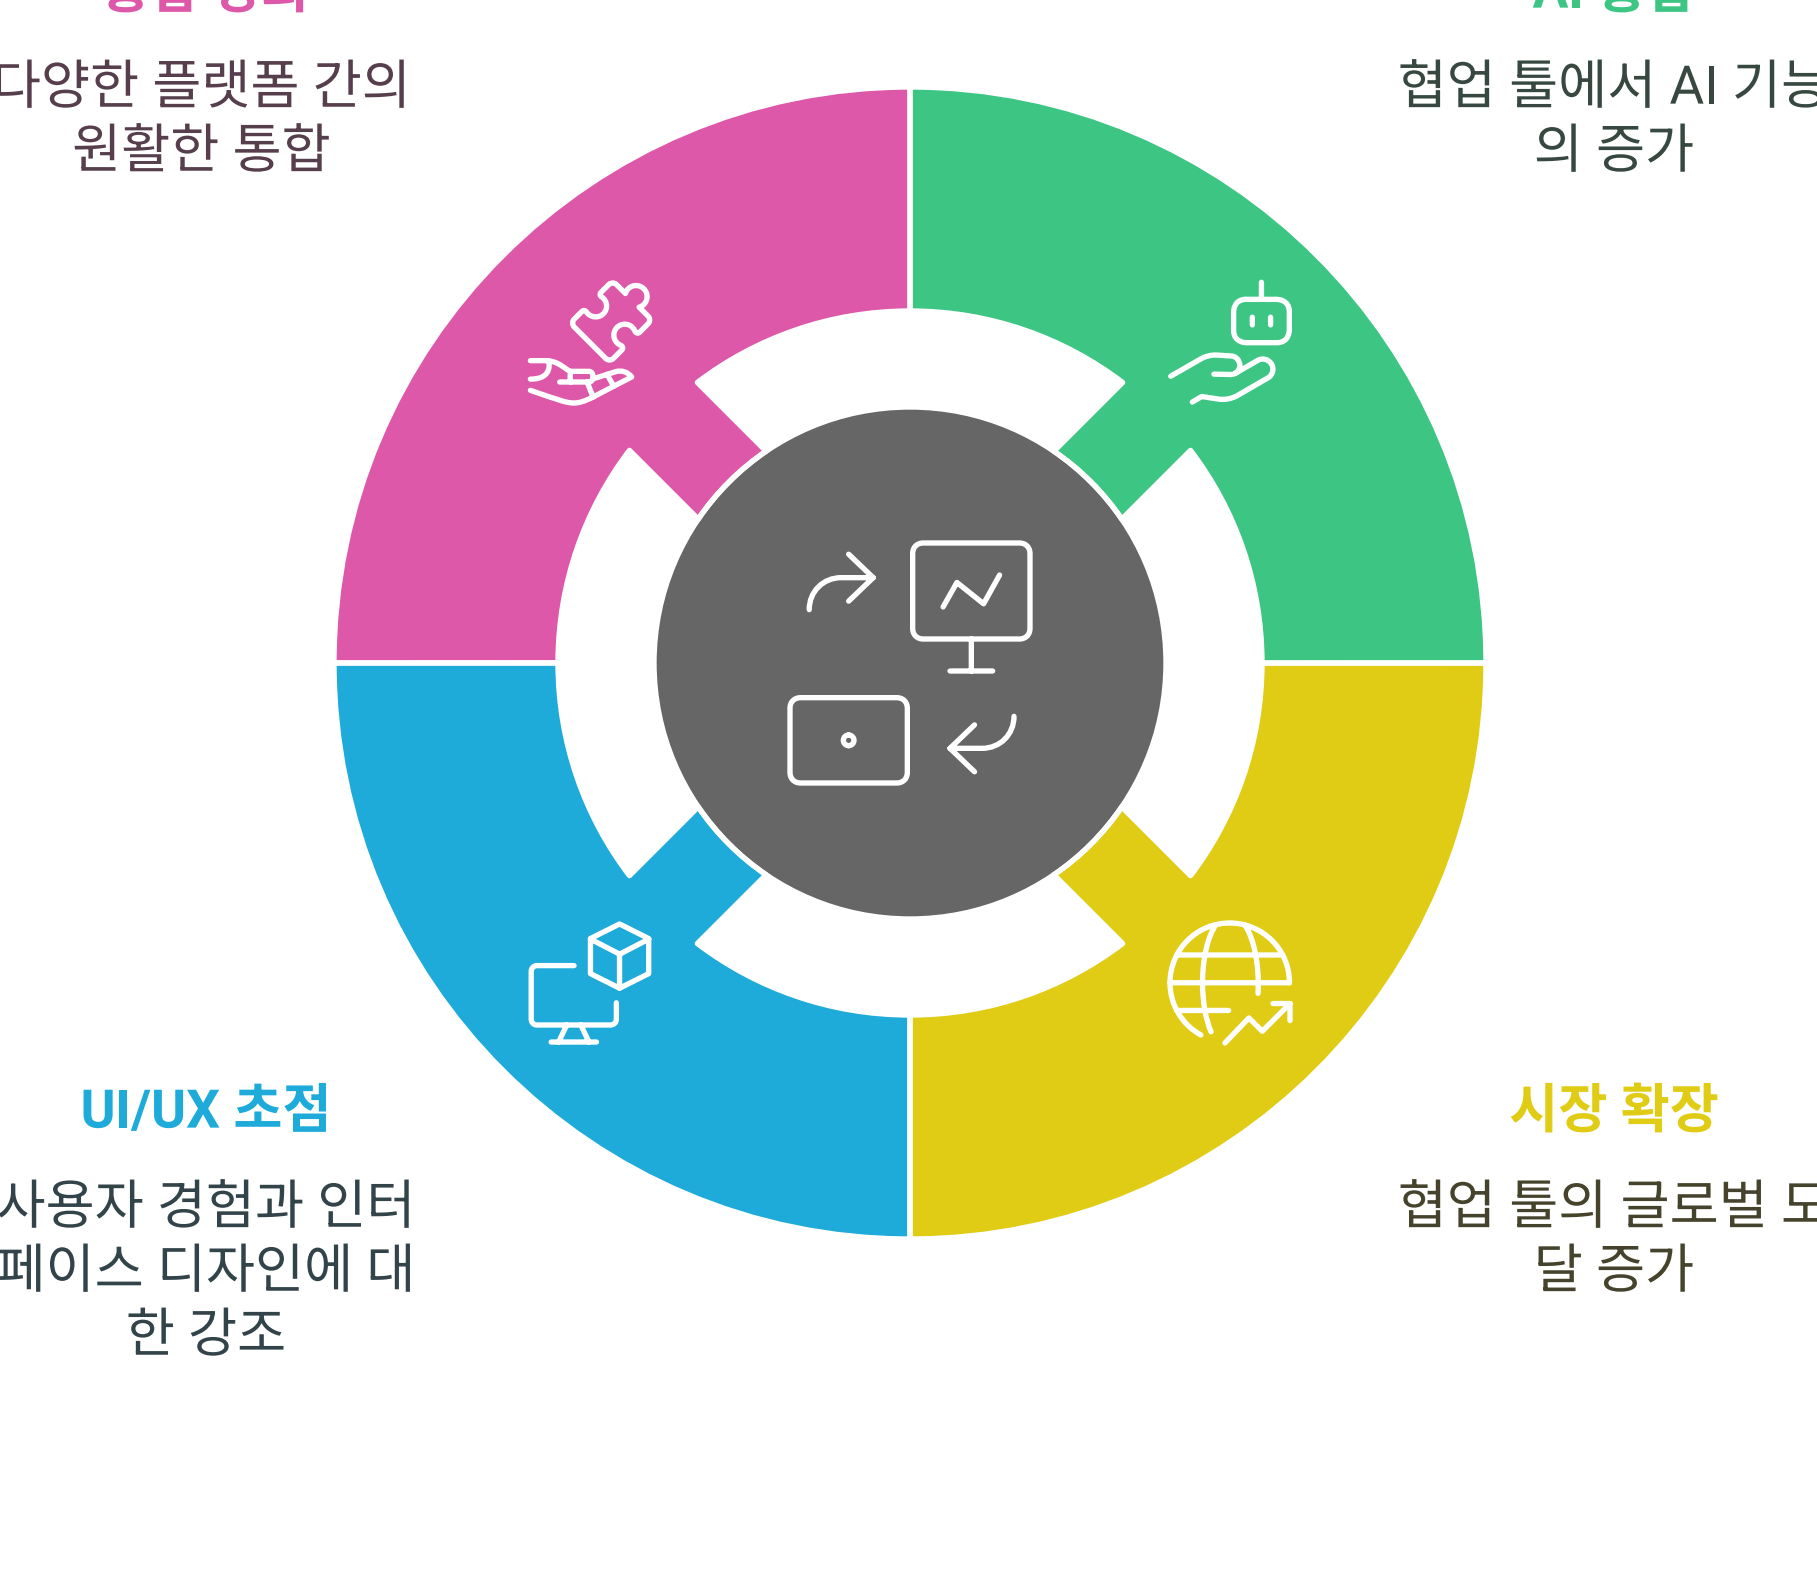 다양한 플랫폼 간의
원활한 통합
협업 툴에서 AI 기능
의 증가
UI/UX 초점
사용자 경험과 인터
페이스 디자인에 대
한 강조
시장 확장
협업 툴의 글로벌 도
달 증가